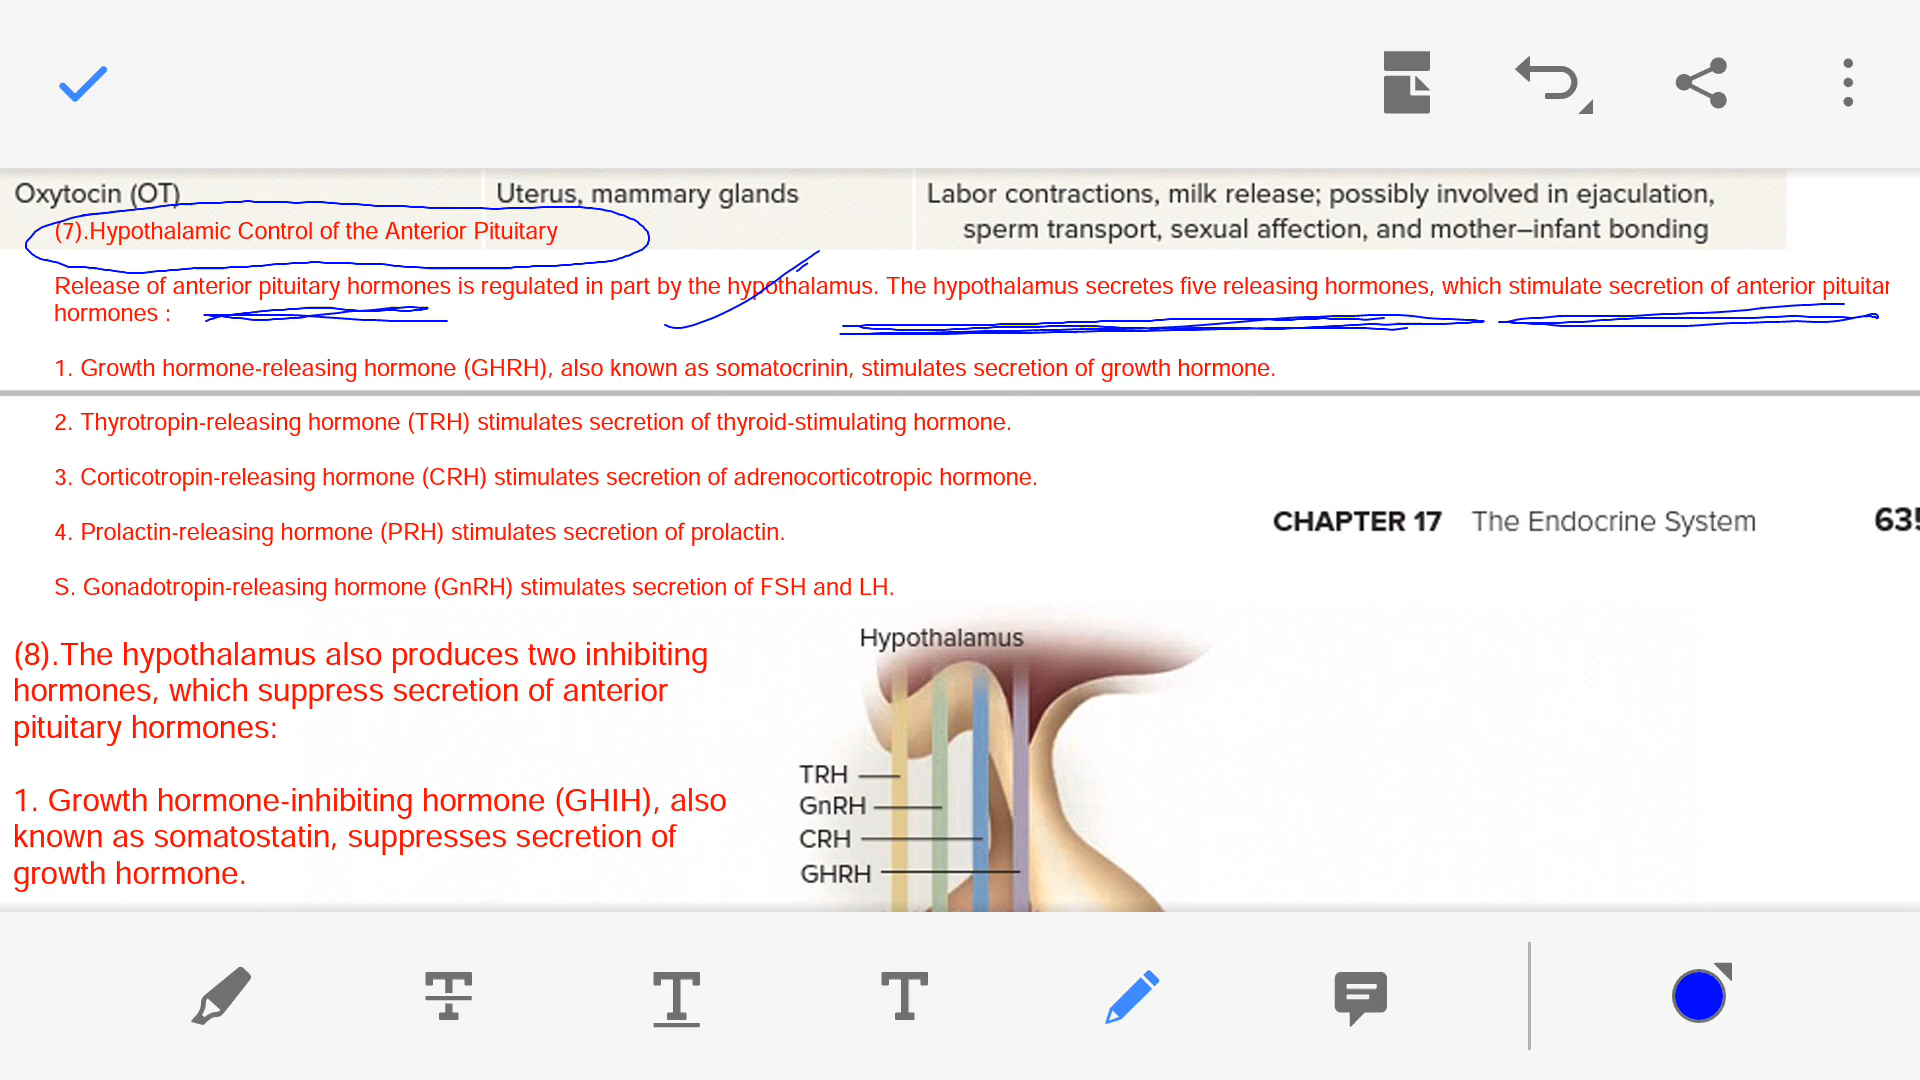 Oxytocin (OT)
Uterus, mammary glands
Labor contractions, milk release; possibly involved in ejaculation,
sperm transport, sexual affection, and mother–infant bonding
(7).Hypothalamic Control of the Anterior Pituitary
Release of anterior pituitary hormones is regulated in part by the hypothalamus. The hypothalamus secretes five releasing hormones, which stimulate secretion of anterior pituitar
hormones :
1. Growth hormone-releasing hormone (GHRH), also known as somatocrinin, stimulates secretion of growth hormone.
2. Thyrotropin-releasing hormone (TRH) stimulates secretion of thyroid-stimulating hormone.
3. Corticotropin-releasing hormone (CRH) stimulates secretion of adrenocorticotropic hormone.
4. Prolactin-releasing hormone (PRH) stimulates secretion of prolactin.
S. Gonadotropin-releasing hormone (GnRH) stimulates secretion of FSH and LH.
CHAPTER 17 The Endocrine System 635
(8).The hypothalamus also produces two inhibiting
hormones, which suppress secretion of anterior
pituitary hormones:
1. Growth hormone-inhibiting hormone (GHIH), also
known as somatostatin, suppresses secretion of
growth hormone.
Hypothalamus
TRH
GnRH
CRH
GHRH